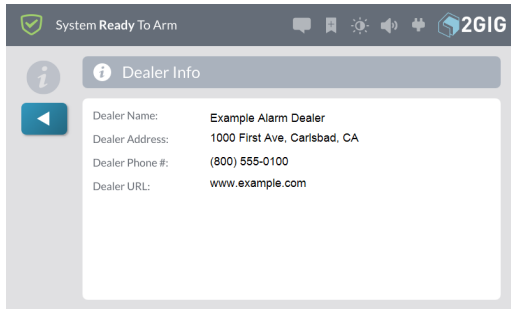 System Ready To Arm
2GIG
i
i Dealer Info
Dealer Name: Example Alarm Dealer
Dealer Address: 1000 First Ave, Carlsbad, CA
Dealer Phone #: (800) 555-0100
Dealer URL: www.example.com